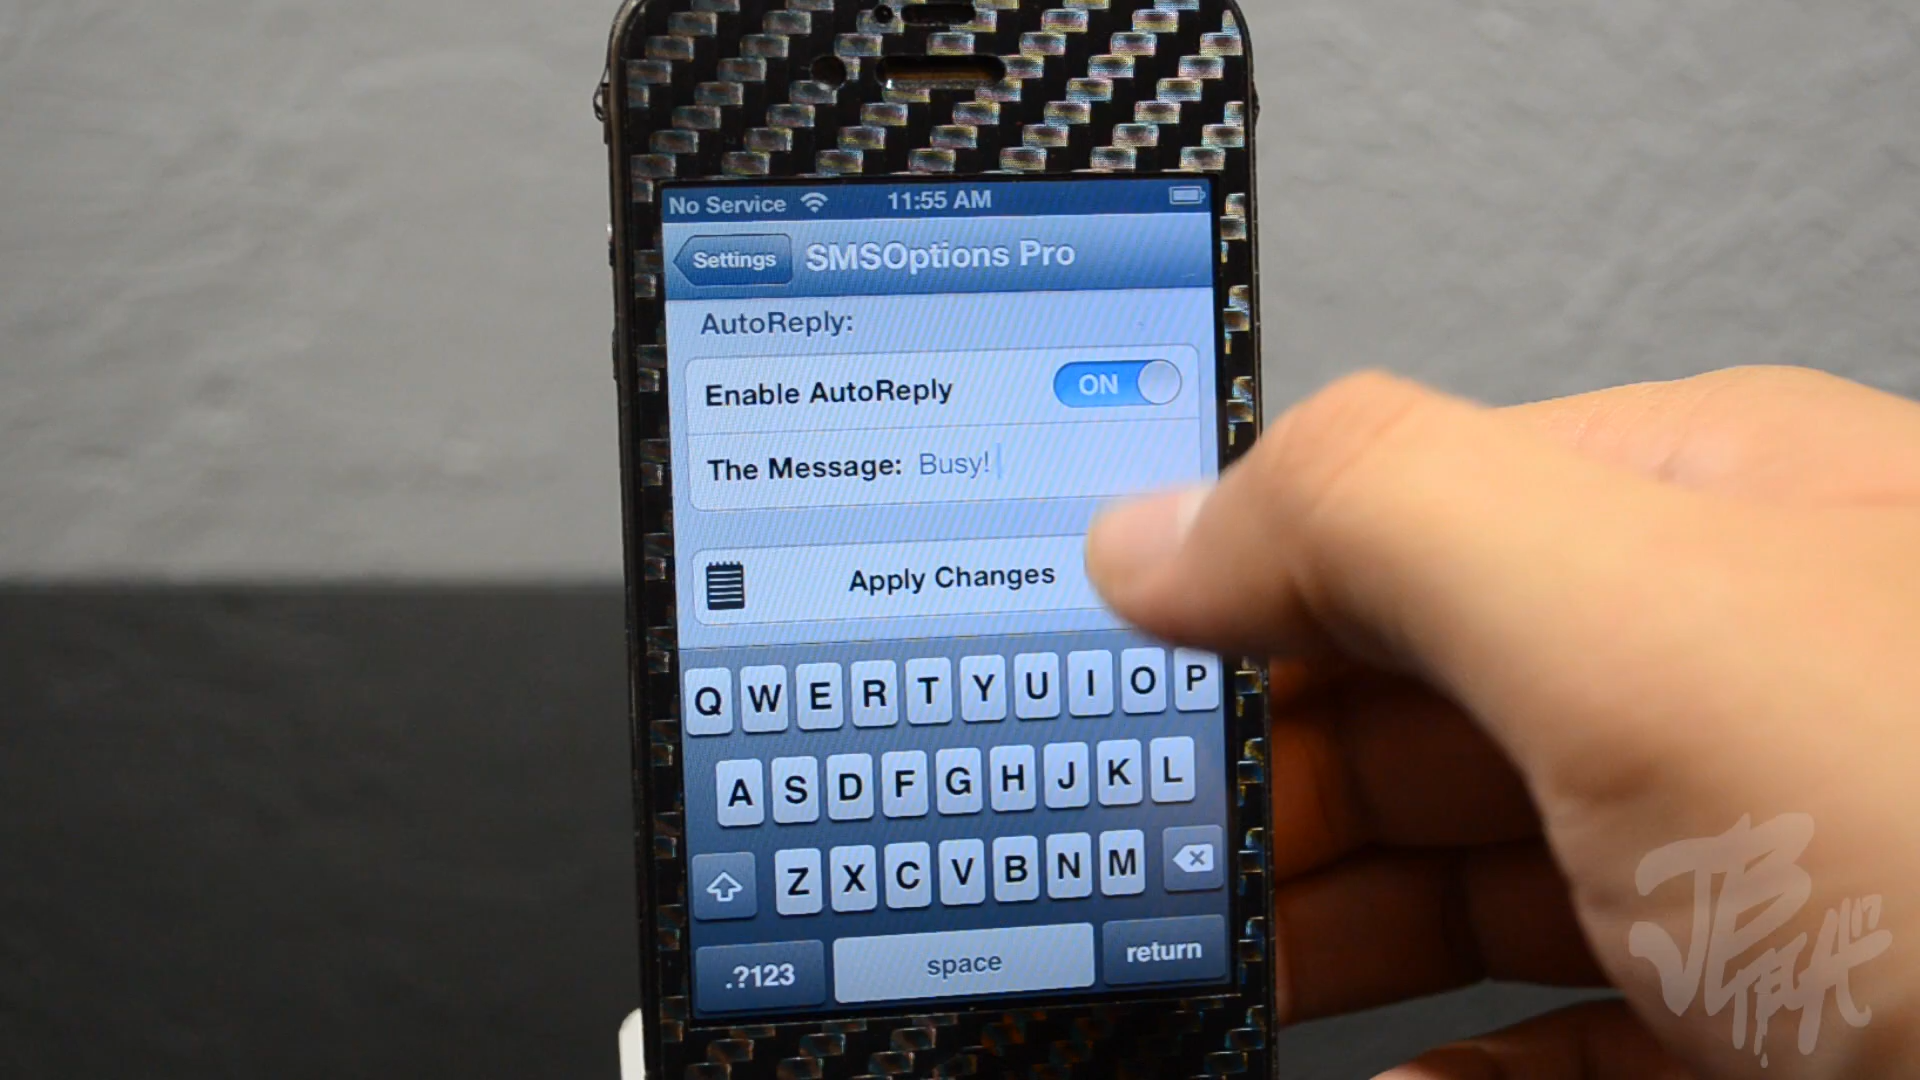 No Service 11:55 AM
Settings SMSOptions Pro
AutoReply:
Enable AutoReply ON
The Message: Busy!
Apply Changes
Q W E R T Y U I O P
A S D F G H J K L
Z X C V B N M
.?123 space return